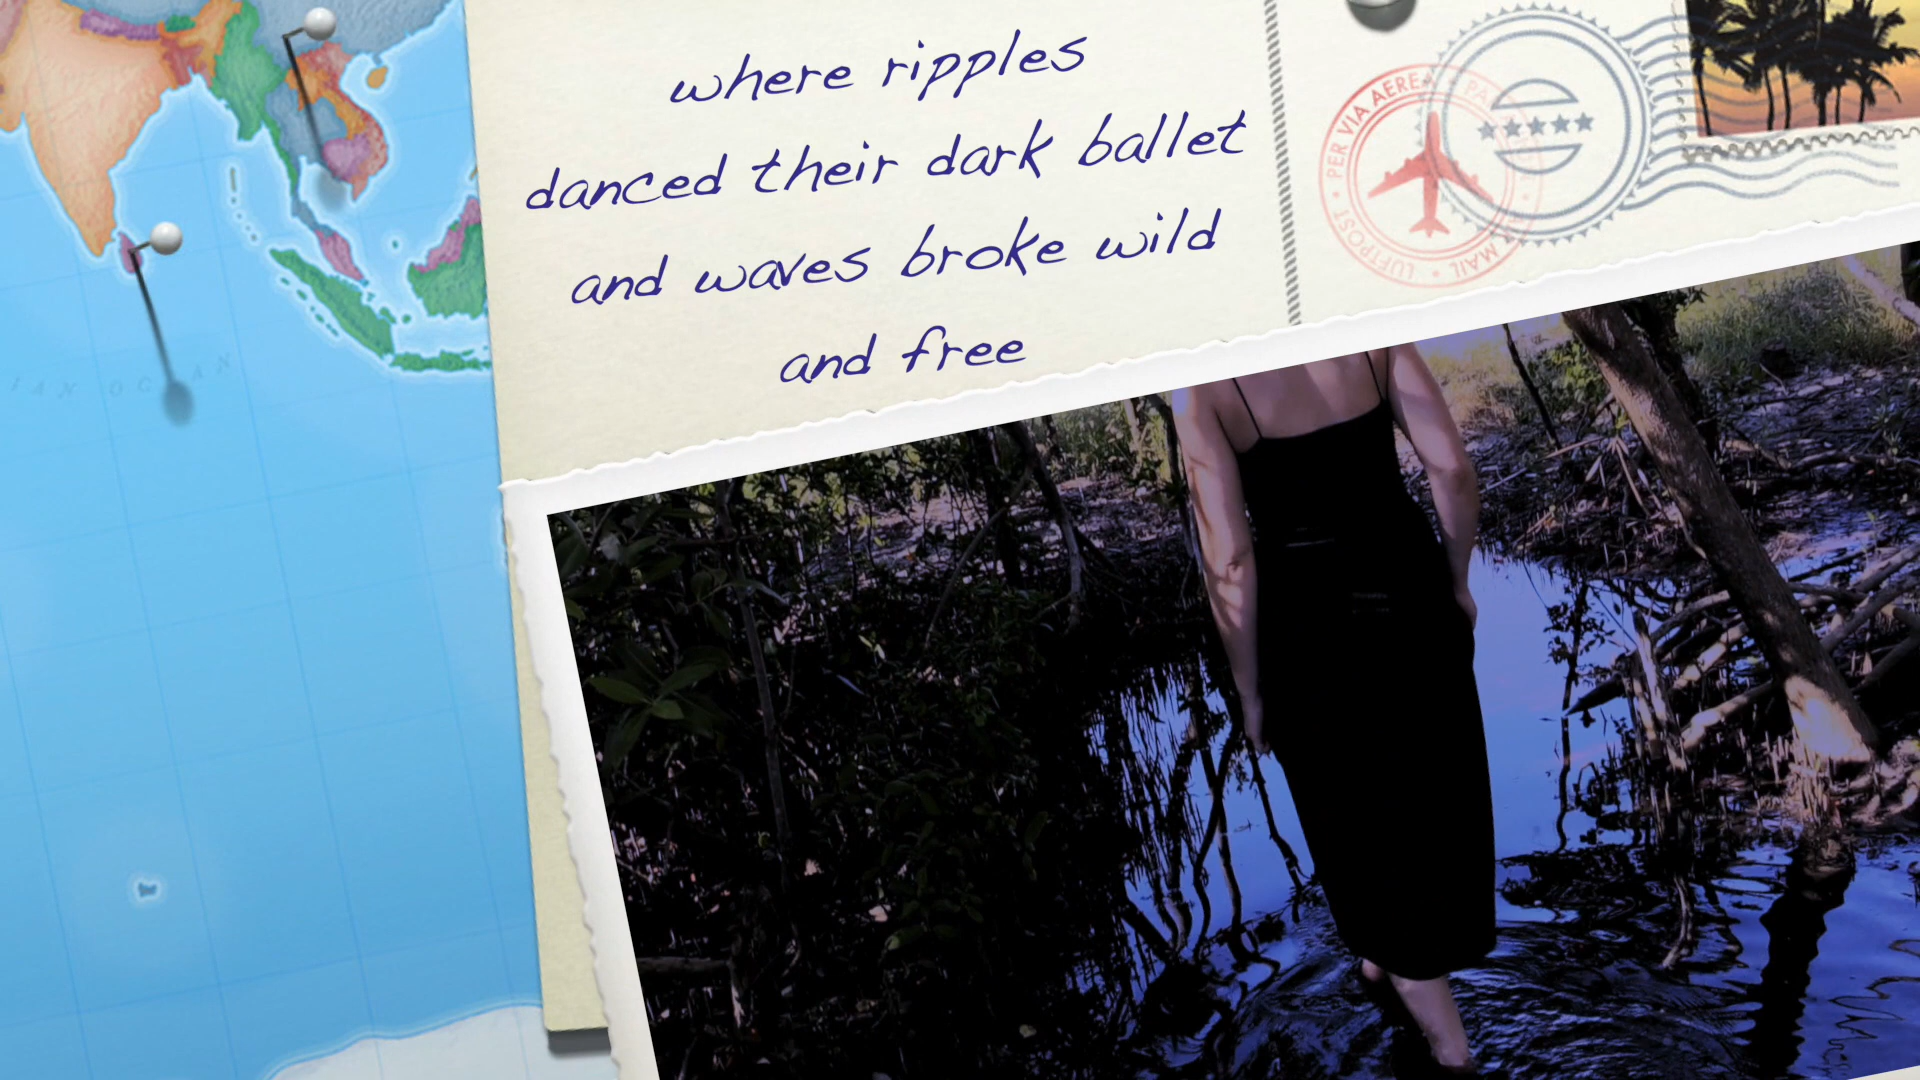 where ripples
danced their dark ballet
and waves broke wild
and free
PER VIA AEREA
LUFTPOST
MAIL